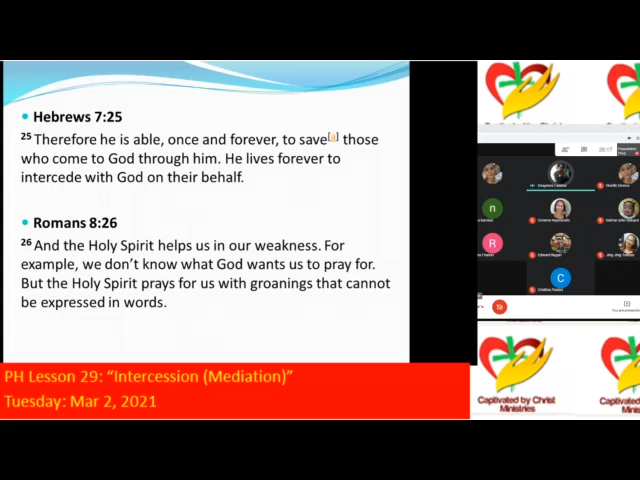 Hebrews 7:25
25 Therefore he is able, once and forever, to save[a] those
who come to God through him. He lives forever to
intercede with God on their behalf.
Romans 8:26
26 And the Holy Spirit helps us in our weakness. For
example, we don't know what God wants us to pray for.
But the Holy Spirit prays for us with groanings that cannot
be expressed in words.
PH Lesson 29: "Intercession (Mediation)"
Tuesday: Mar 2, 2021
20:17
n
R
C
Captivated by Christ
Ministries
Captivated
Minist